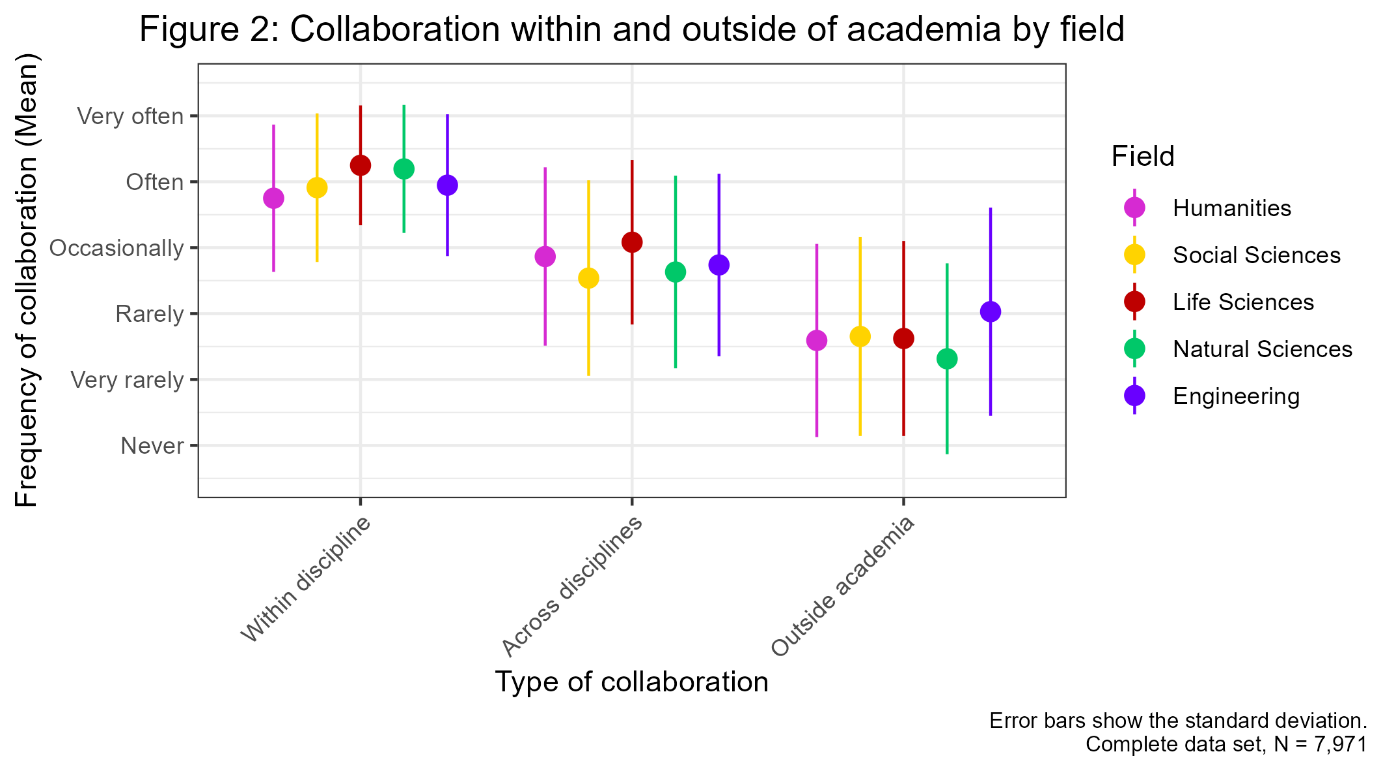 Figure 2: Collaboration within and outside of academia by field
Frequency of collaboration (Mean)
Very often
Often
Occasionally
Rarely
Very rarely
Never
Within discipline
Across disciplines
Outside academia
Type of collaboration
Field
Humanities
Social Sciences
Life Sciences
Natural Sciences
Engineering
Error bars show the standard deviation.
Complete data set, N = 7,971